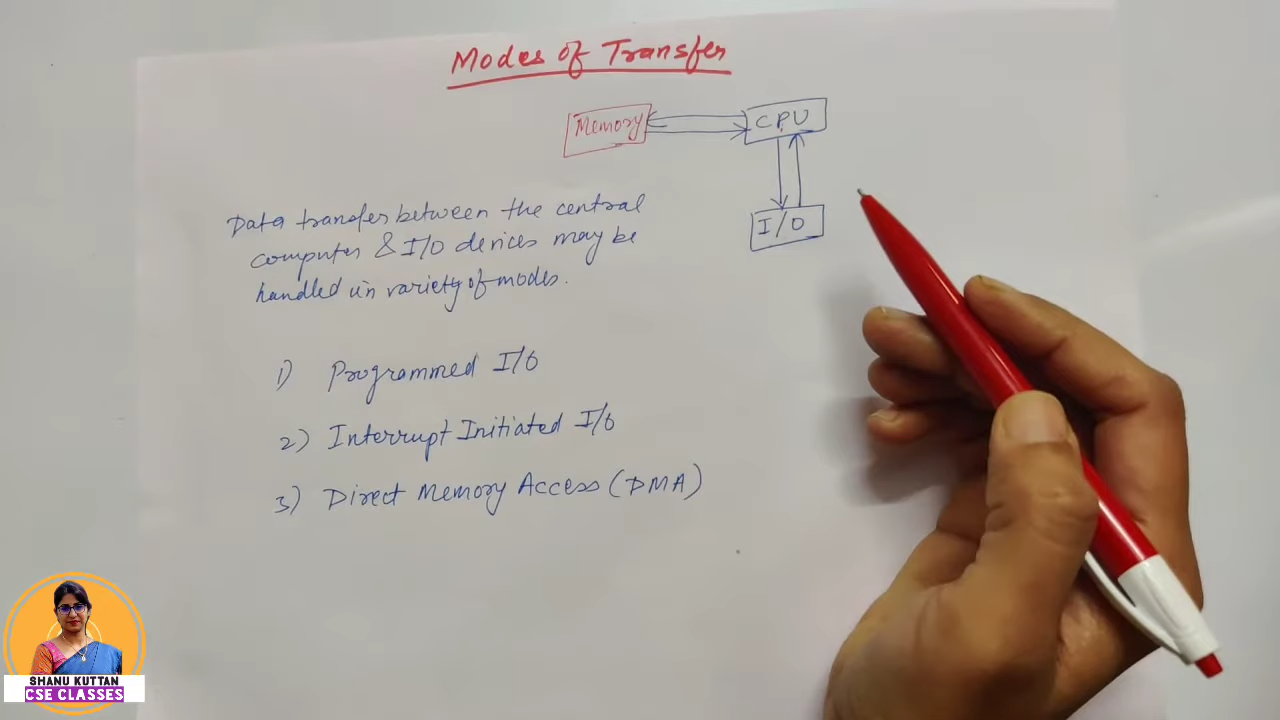 Modes of Transfer
Memory
CPU
I/O
Data transfer between the central
computer & I/O devices may be
handled in variety of modes.
1) Programmed I/O
2) Interrupt Initiated I/O
3) Direct Memory Access (DMA)
SHANU KUTTAN
CSE CLASSES